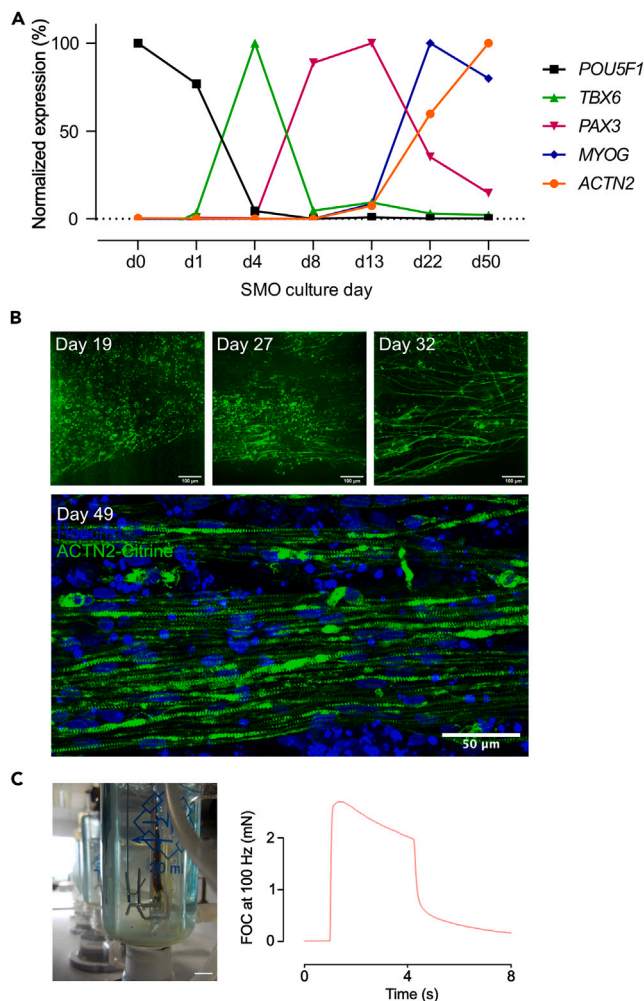 A
Normalized expression (%)
100
50
0
d0 d1 d4 d8 d13 d22 d50
SMO culture day
POU5F1
TBX6
PAX3
MYOG
ACTN2
B
Day 19
100 µm
Day 27
100 µm
Day 32
100 µm
Day 49
Hoechst
ACTN2-Citrine
50 µm
C
20 ml
FOC at 100 Hz (mN)
2
1
0
0 4 8
Time (s)